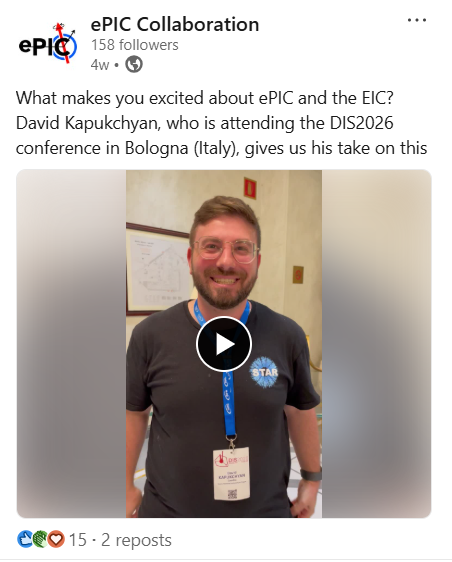 ePIC
ePIC Collaboration
158 followers
4w •
What makes you excited about ePIC and the EIC?
David Kapukchyan, who is attending the DIS2026
conference in Bologna (Italy), gives us his take on this
STAR
KAPUKCHYAN
15 · 2 reposts